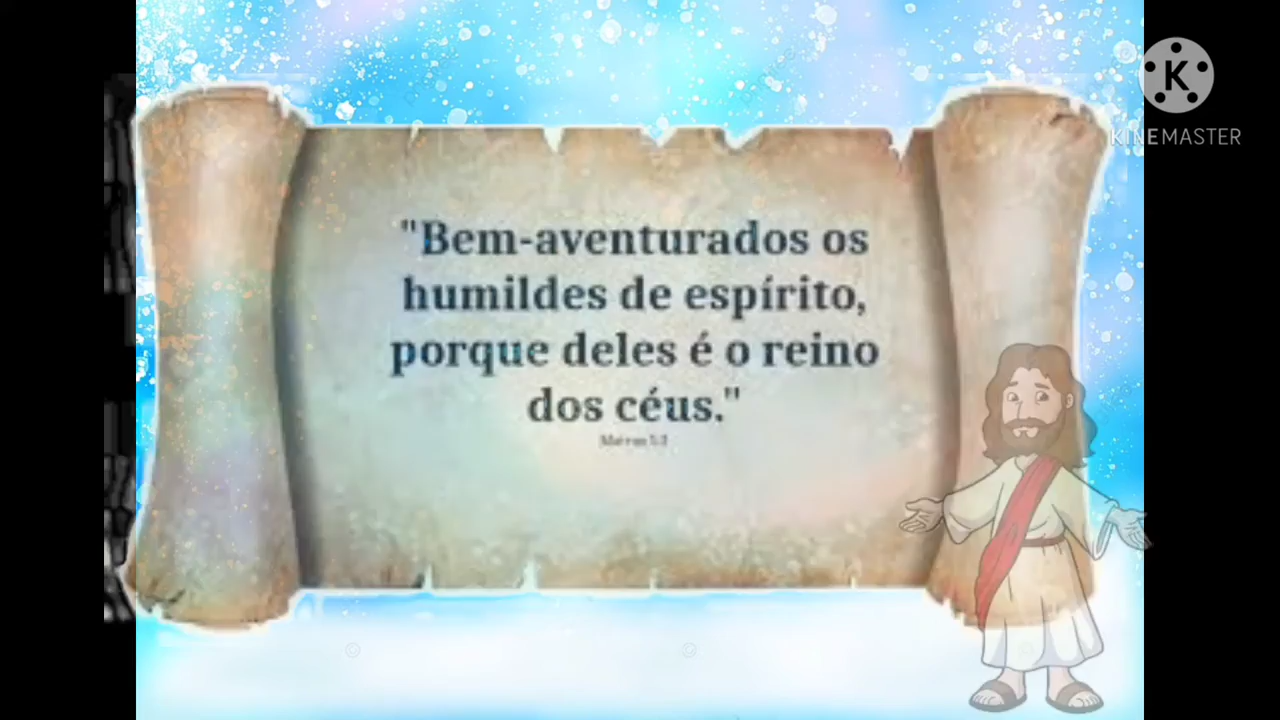 "Bem-aventurados os
humildes de espírito,
porque deles é o reino
dos céus."
KINEMASTER